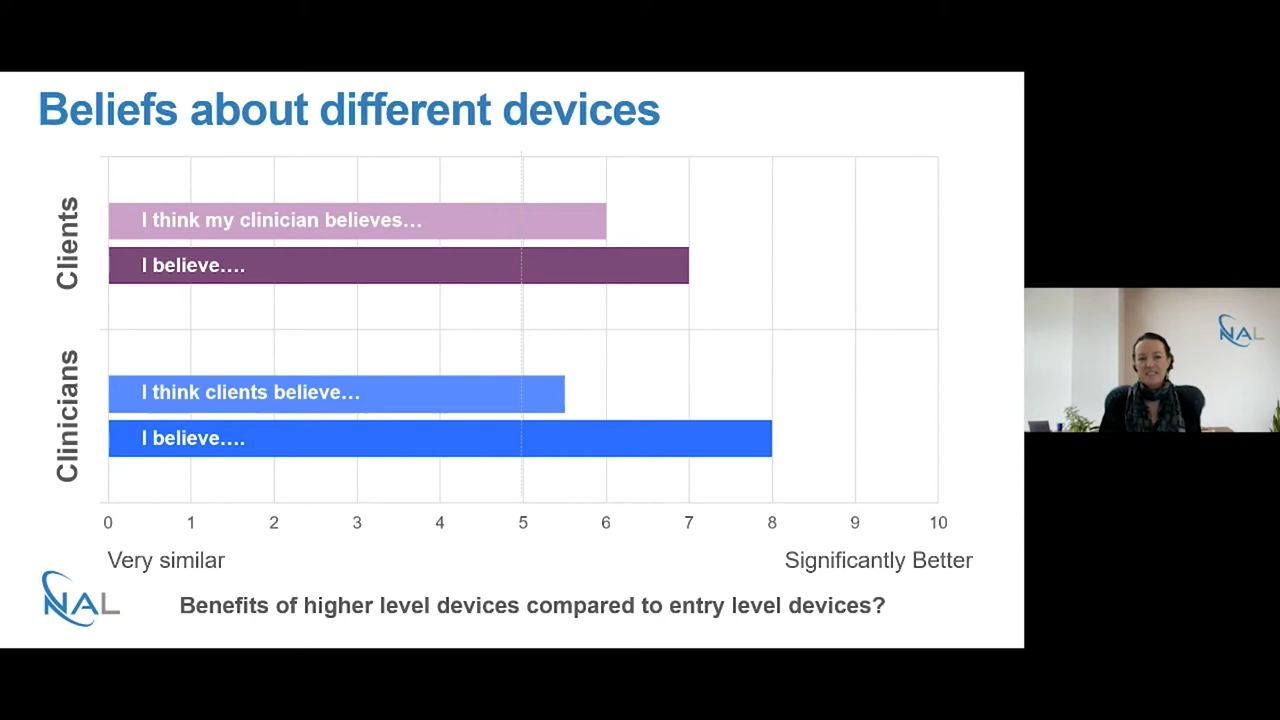 Beliefs about different devices
Clients
I think my clinician believes…
I believe….
Clinicians
I think clients believe…
I believe….
0 1 2 3 4 5 6 7 8 9 10
Very similar
Significantly Better
NAL
Benefits of higher level devices compared to entry level devices?
NAL